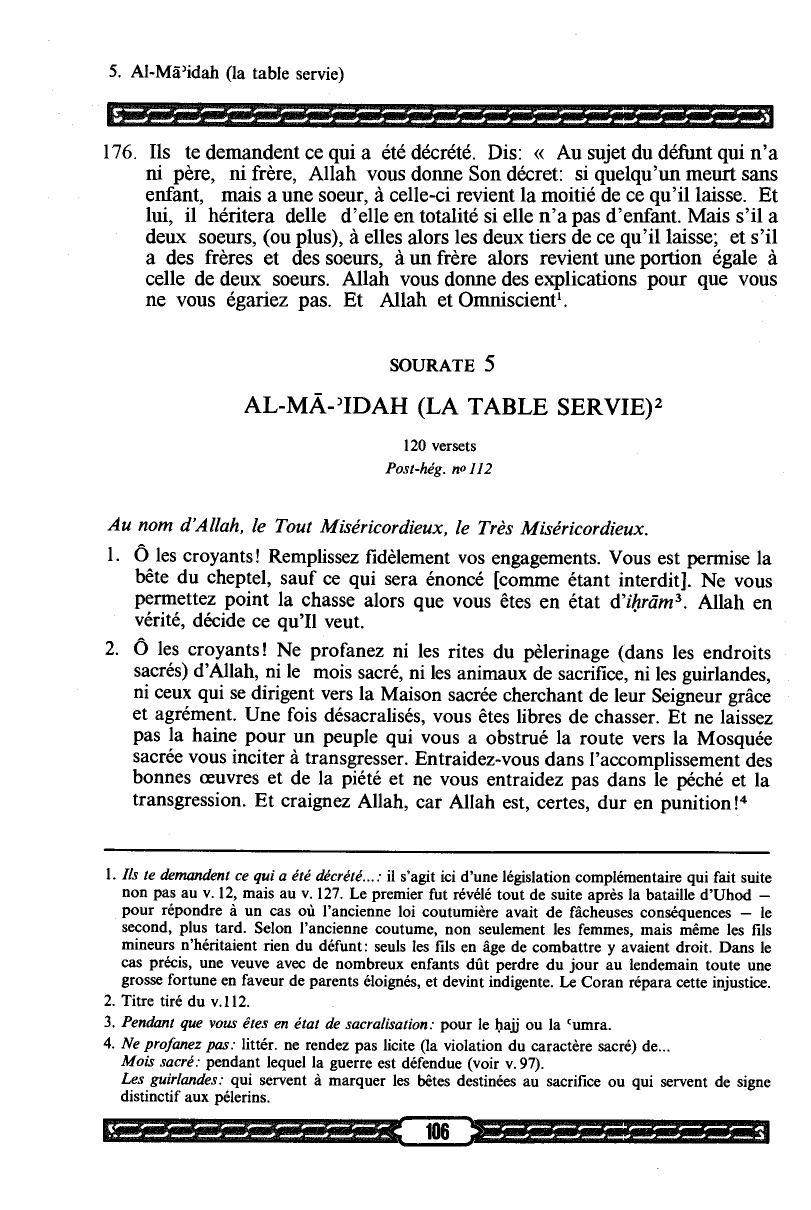 5. Al-Māʾidah (la table servie)
176. Ils te demandent ce qui a été décrété. Dis: « Au sujet du défunt qui n'a
ni père, ni frère, Allah vous donne Son décret: si quelqu'un meurt sans
enfant, mais a une soeur, à celle-ci revient la moitié de ce qu'il laisse. Et
lui, il héritera delle d'elle en totalité si elle n'a pas d'enfant. Mais s'il a
deux soeurs, (ou plus), à elles alors les deux tiers de ce qu'il laisse; et s'il
a des frères et des soeurs, à un frère alors revient une portion égale à
celle de deux soeurs. Allah vous donne des explications pour que vous
ne vous égariez pas. Et Allah et Omniscient¹.
SOURATE 5
AL-MĀ-ʾIDAH (LA TABLE SERVIE)²
120 versets
Post-hég. nº 112
Au nom d'Allah, le Tout Miséricordieux, le Très Miséricordieux.
1. Ô les croyants! Remplissez fidèlement vos engagements. Vous est permise la
bête du cheptel, sauf ce qui sera énoncé [comme étant interdit]. Ne vous
permettez point la chasse alors que vous êtes en état d'iḥrām³. Allah en
vérité, décide ce qu'Il veut.
2. Ô les croyants! Ne profanez ni les rites du pèlerinage (dans les endroits
sacrés) d'Allah, ni le mois sacré, ni les animaux de sacrifice, ni les guirlandes,
ni ceux qui se dirigent vers la Maison sacrée cherchant de leur Seigneur grâce
et agrément. Une fois désacralisés, vous êtes libres de chasser. Et ne laissez
pas la haine pour un peuple qui vous a obstrué la route vers la Mosquée
sacrée vous inciter à transgresser. Entraidez-vous dans l'accomplissement des
bonnes œuvres et de la piété et ne vous entraidez pas dans le péché et la
transgression. Et craignez Allah, car Allah est, certes, dur en punition!⁴
1. Ils te demandent ce qui a été décrété...: il s'agit ici d'une législation complémentaire qui fait suite
non pas au v. 12, mais au v. 127. Le premier fut révélé tout de suite après la bataille d'Uhod —
pour répondre à un cas où l'ancienne loi coutumière avait de fâcheuses conséquences — le
second, plus tard. Selon l'ancienne coutume, non seulement les femmes, mais même les fils
mineurs n'héritaient rien du défunt: seuls les fils en âge de combattre y avaient droit. Dans le
cas précis, une veuve avec de nombreux enfants dût perdre du jour au lendemain toute une
grosse fortune en faveur de parents éloignés, et devint indigente. Le Coran répara cette injustice.
2. Titre tiré du v.112.
3. Pendant que vous êtes en état de sacralisation: pour le ḥajj ou la ʿumra.
4. Ne profanez pas: littér. ne rendez pas licite (la violation du caractère sacré) de...
Mois sacré: pendant lequel la guerre est défendue (voir v. 97).
Les guirlandes: qui servent à marquer les bêtes destinées au sacrifice ou qui servent de signe
distinctif aux pélerins.
106